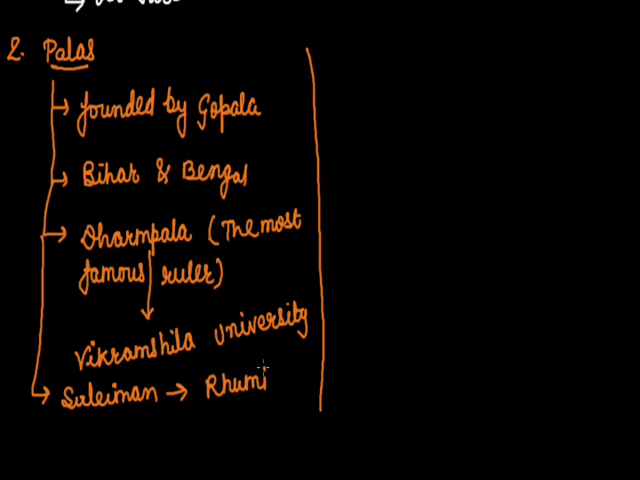 2. Palas
→ founded by Gopala
→ Bihar & Bengal
→ Dharmpala (The most
famous ruler)
Vikramshila University
→ Suleiman → Rhumi